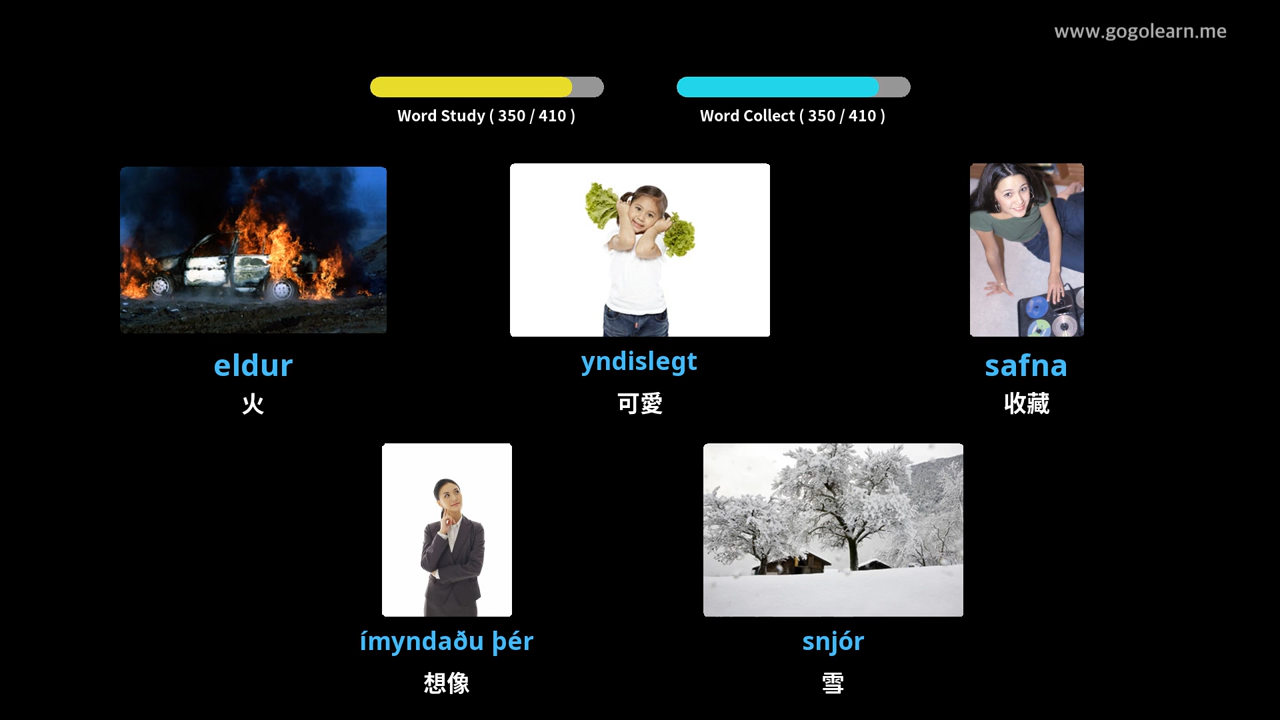 www.gogolearn.me
Word Study ( 350 / 410 )
Word Collect ( 350 / 410 )
eldur
火
yndislegt
可愛
safna
收藏
ímyndaðu þér
想像
snjór
雪